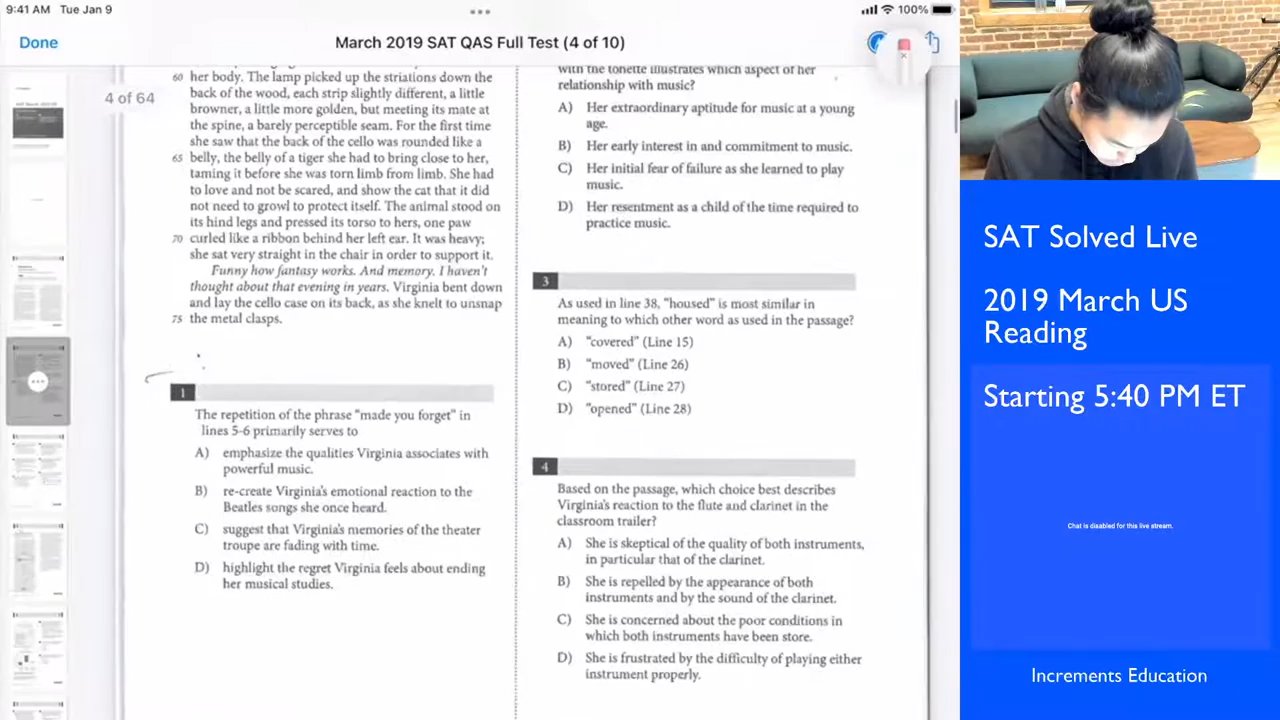 9:41 AM Tue Jan 9
100%
Done
March 2019 SAT QAS Full Test (4 of 10)
4 of 64
60 her body. The lamp picked up the striations down the
back of the wood, each strip slightly different, a little
browner, a little more golden, but meeting its mate at
the spine, a barely perceptible seam. For the first time
she saw that the back of the cello was rounded like a
65 belly, the belly of a tiger she had to bring close to her,
taming it before she was torn limb from limb. She had
to love and not be scared, and show the cat that it did
not need to growl to protect itself. The animal stood on
its hind legs and pressed its torso to hers, one paw
70 curled like a ribbon behind her left ear. It was heavy;
she sat very straight in the chair in order to support it.
Funny how fantasy works. And memory. I haven't
thought about that evening in years. Virginia bent down
and lay the cello case on its back, as she knelt to unsnap
75 the metal clasps.
1
The repetition of the phrase "made you forget" in
lines 5-6 primarily serves to
A) emphasize the qualities Virginia associates with
powerful music.
B) re-create Virginia's emotional reaction to the
Beatles songs she once heard.
C) suggest that Virginia's memories of the theater
troupe are fading with time.
D) highlight the regret Virginia feels about ending
her musical studies.
with the tonette illustrates which aspect of her
relationship with music?
A) Her extraordinary aptitude for music at a young
age.
B) Her early interest in and commitment to music.
C) Her initial fear of failure as she learned to play
music.
D) Her resentment as a child of the time required to
practice music.
3
As used in line 38, "housed" is most similar in
meaning to which other word as used in the passage?
A) "covered" (Line 15)
B) "moved" (Line 26)
C) "stored" (Line 27)
D) "opened" (Line 28)
4
Based on the passage, which choice best describes
Virginia's reaction to the flute and clarinet in the
classroom trailer?
A) She is skeptical of the quality of both instruments,
in particular that of the clarinet.
B) She is repelled by the appearance of both
instruments and by the sound of the clarinet.
C) She is concerned about the poor conditions in
which both instruments have been store.
D) She is frustrated by the difficulty of playing either
instrument properly.
SAT Solved Live
2019 March US
Reading
Starting 5:40 PM ET
Chat is disabled for this live stream.
Increments Education